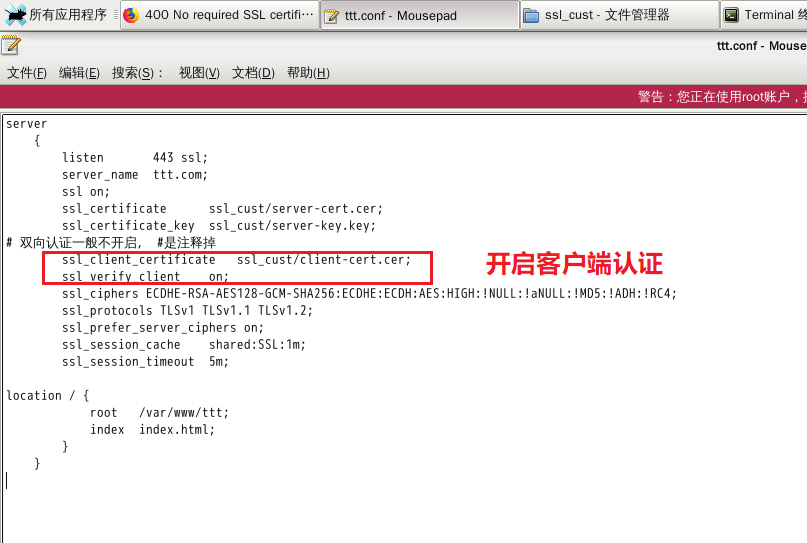 所有应用程序
400 No required SSL certifi···
ttt.conf - Mousepad
ssl_cust - 文件管理器
Terminal 终
ttt.conf - Mouse
文件(F) 编辑(E) 搜索(S): 视图(V) 文档(D) 帮助(H)
警告：您正在使用root账户，
server
{
listen 443 ssl;
server_name ttt.com;
ssl on;
ssl_certificate ssl_cust/server-cert.cer;
ssl_certificate_key ssl_cust/server-key.key;
# 双向认证一般不开启， #是注释掉
ssl_client_certificate ssl_cust/client-cert.cer;
开启客户端认证
ssl_verify_client on;
ssl_ciphers ECDHE-RSA-AES128-GCM-SHA256:ECDHE:ECDH:AES:HIGH:!NULL:!aNULL:!MD5:!ADH:!RC4;
ssl_protocols TLSv1 TLSv1.1 TLSv1.2;
ssl_prefer_server_ciphers on;
ssl_session_cache shared:SSL:1m;
ssl_session_timeout 5m;
location / {
root /var/www/ttt;
index index.html;
}
}